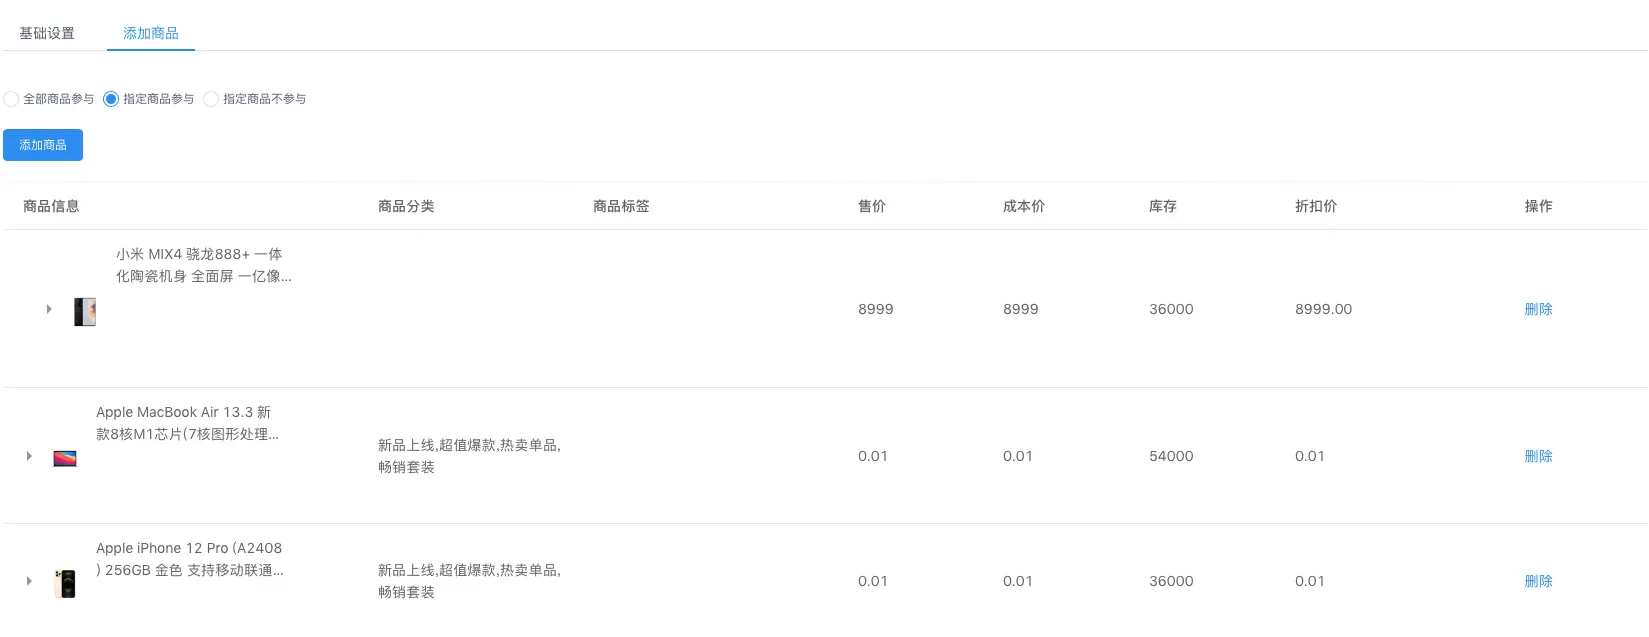 基础设置 添加商品
全部商品参与 指定商品参与 指定商品不参与
添加商品
商品信息 商品分类 商品标签 售价 成本价 库存 折扣价 操作
小米 MIX4 骁龙888+ 一体
化陶瓷机身 全面屏 一亿像...
8999 8999 36000 8999.00 删除
Apple MacBook Air 13.3 新
款8核M1芯片(7核图形处理...
新品上线,超值爆款,热卖单品,
畅销套装
0.01 0.01 54000 0.01 删除
Apple iPhone 12 Pro (A2408
) 256GB 金色 支持移动联通...
新品上线,超值爆款,热卖单品,
畅销套装
0.01 0.01 36000 0.01 删除